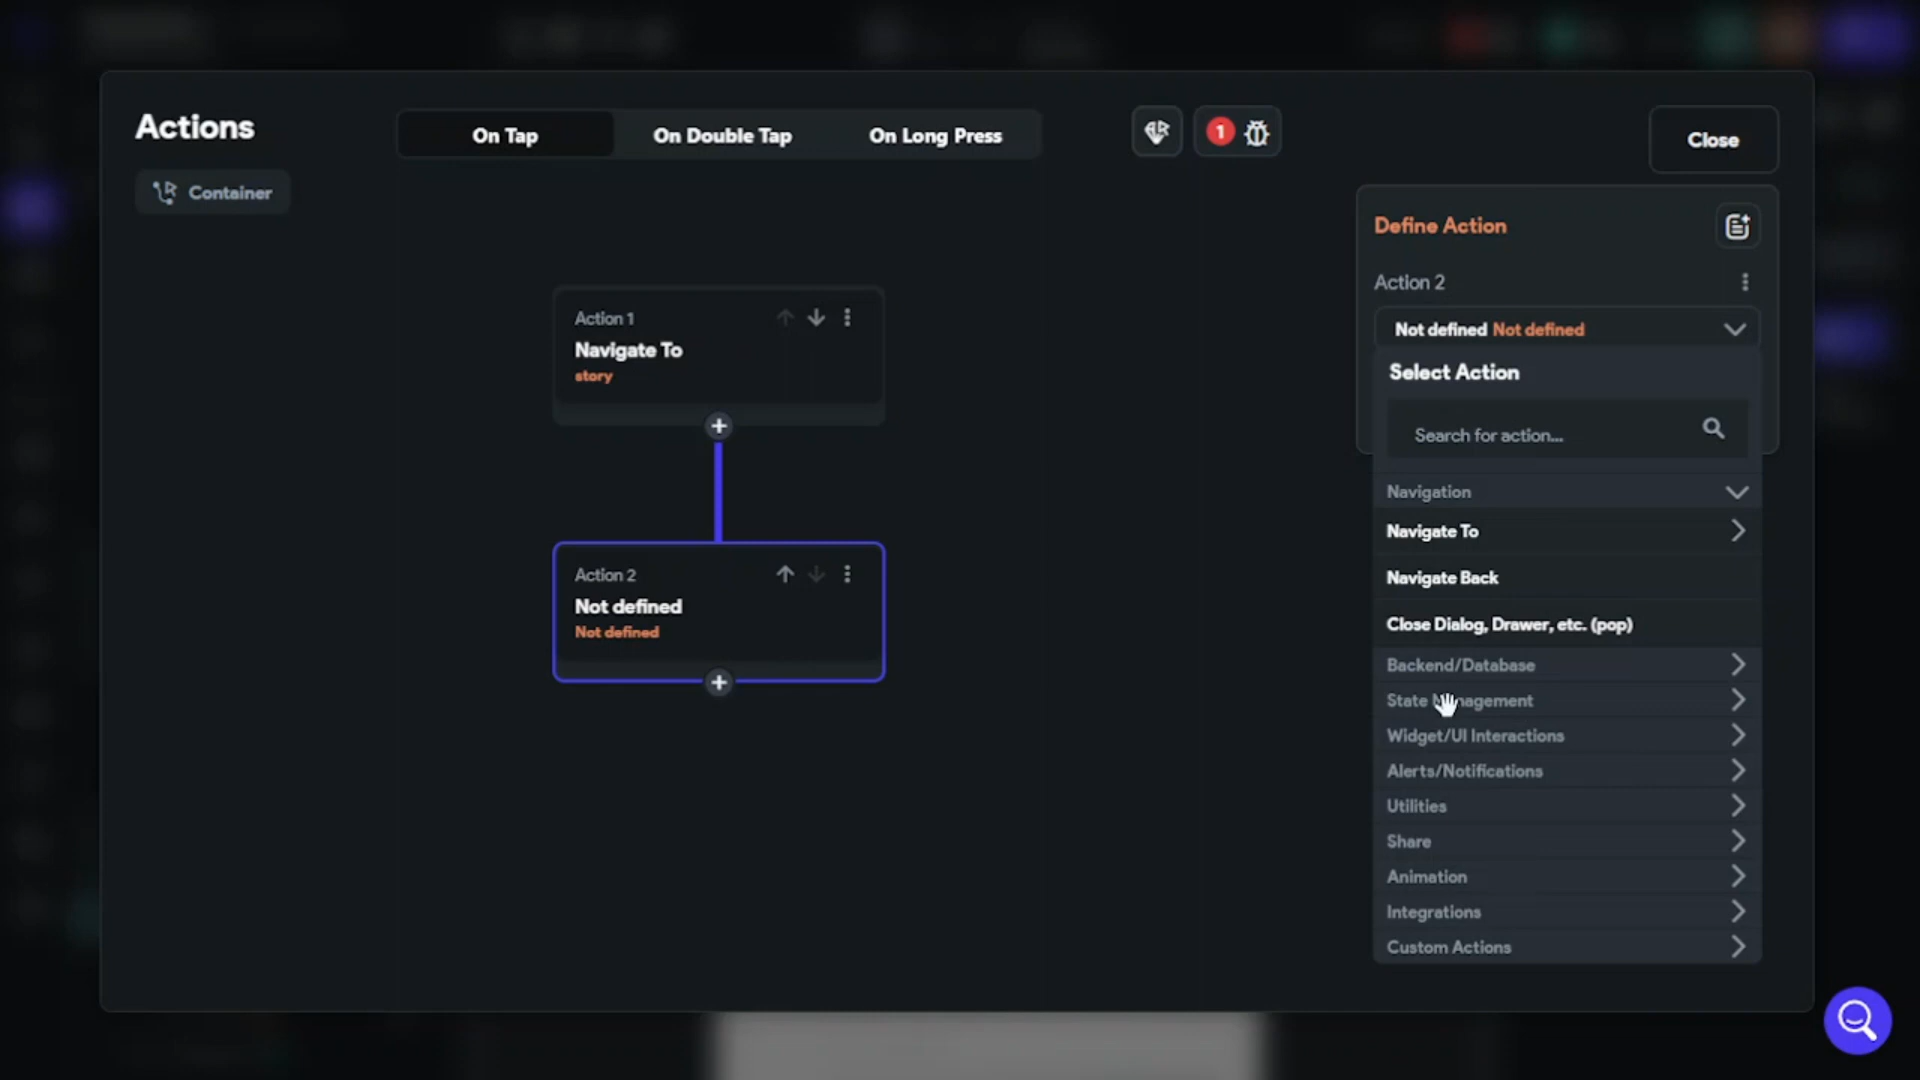 Actions
On Tap
On Double Tap
On Long Press
1
Close
Container
Define Action
Action 2
Not defined Not defined
Select Action
Search for action...
Navigation
Navigate To
Navigate Back
Close Dialog, Drawer, etc. (pop)
Backend/Database
State Management
Widget/UI Interactions
Alerts/Notifications
Utilities
Share
Animation
Integrations
Custom Actions
Action 1
Navigate To
story
Action 2
Not defined
Not defined